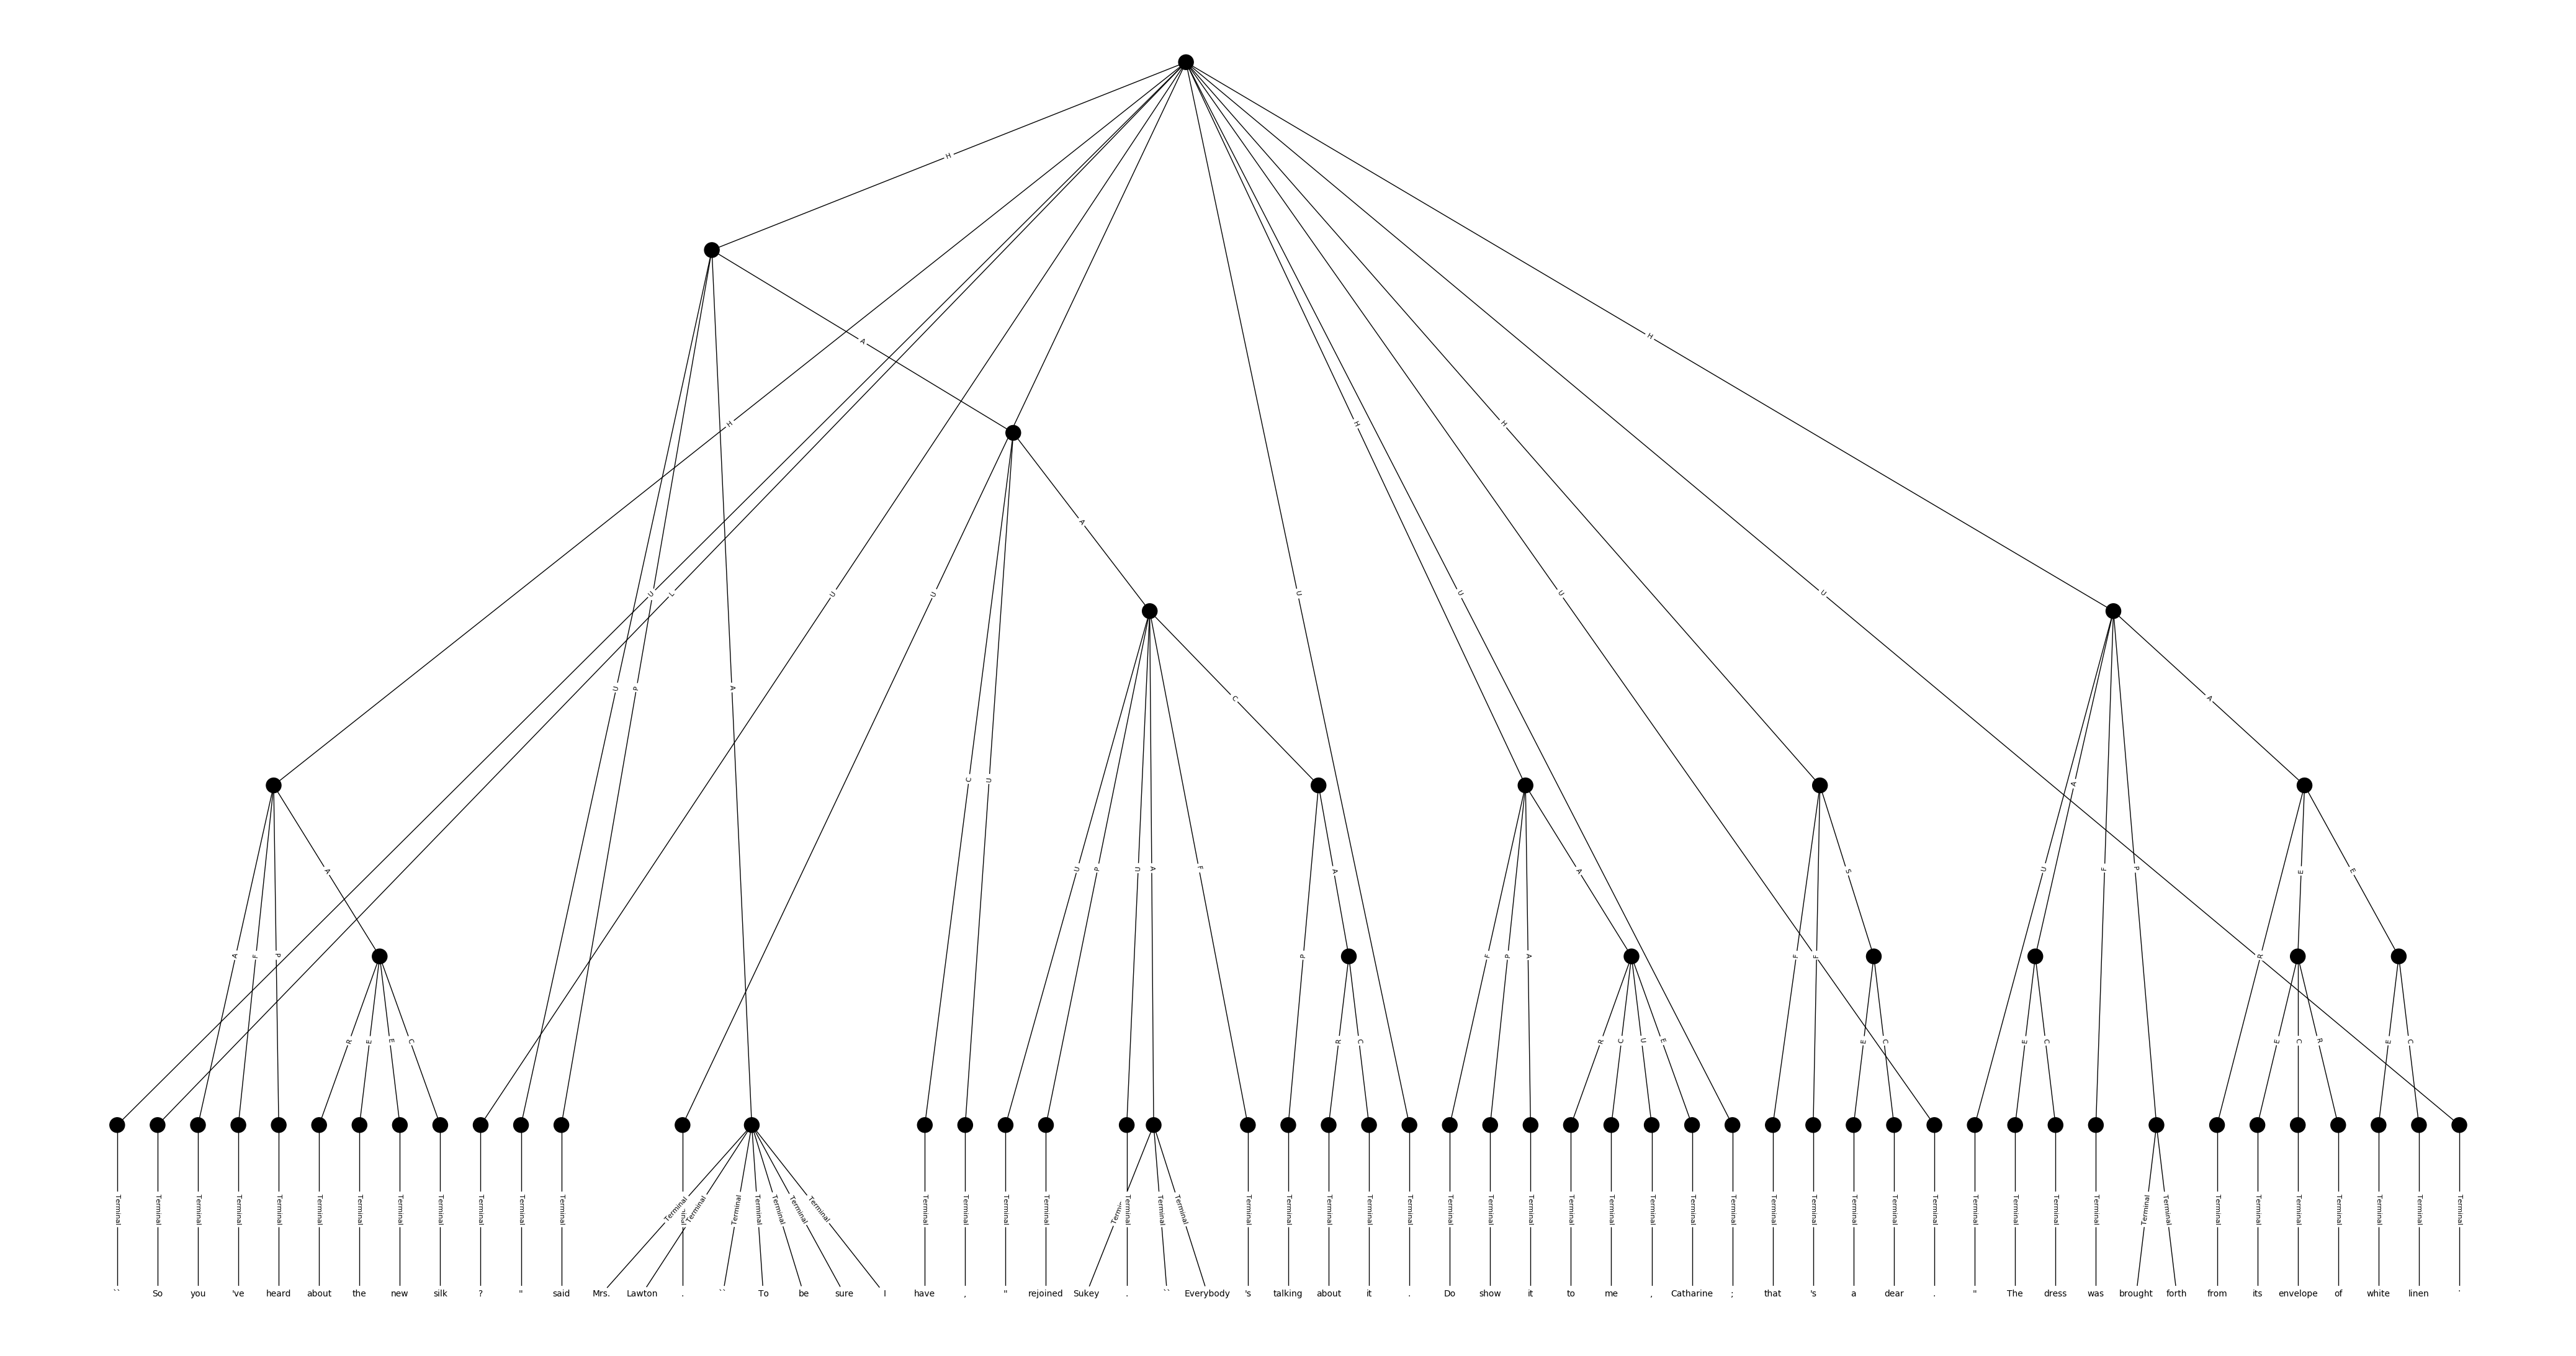 H
A
H
A
H
H
H
U
L
U
U
U
U
U
U
U
P
A
C
U
C
A
A
F
P
A
U
P
U
A
F
P
A
F
P
A
A
F
F
S
U
A
F
P
R
E
E
R
E
E
C
R
C
R
C
U
E
E
C
E
C
E
C
R
E
C
Terminal Terminal Terminal Terminal Terminal Terminal Terminal Terminal Terminal Terminal Terminal Terminal Terminal Terminal Terminal Terminal Terminal Terminal Terminal Terminal Terminal Terminal Terminal Terminal Terminal Terminal Terminal Terminal Terminal Terminal Terminal Terminal Terminal Terminal Terminal Terminal Terminal Terminal Terminal Terminal Terminal Terminal Terminal Terminal Terminal Terminal Terminal Terminal Terminal Terminal Terminal Terminal Terminal Terminal Terminal Terminal
`` So you 've heard about the new silk ? " said Mrs. Lawton . `` To be sure I have , " rejoined Sukey . `` Everybody 's talking about it . Do show it to me , Catharine ; that 's a dear . " The dress was brought forth from its envelope of white linen .